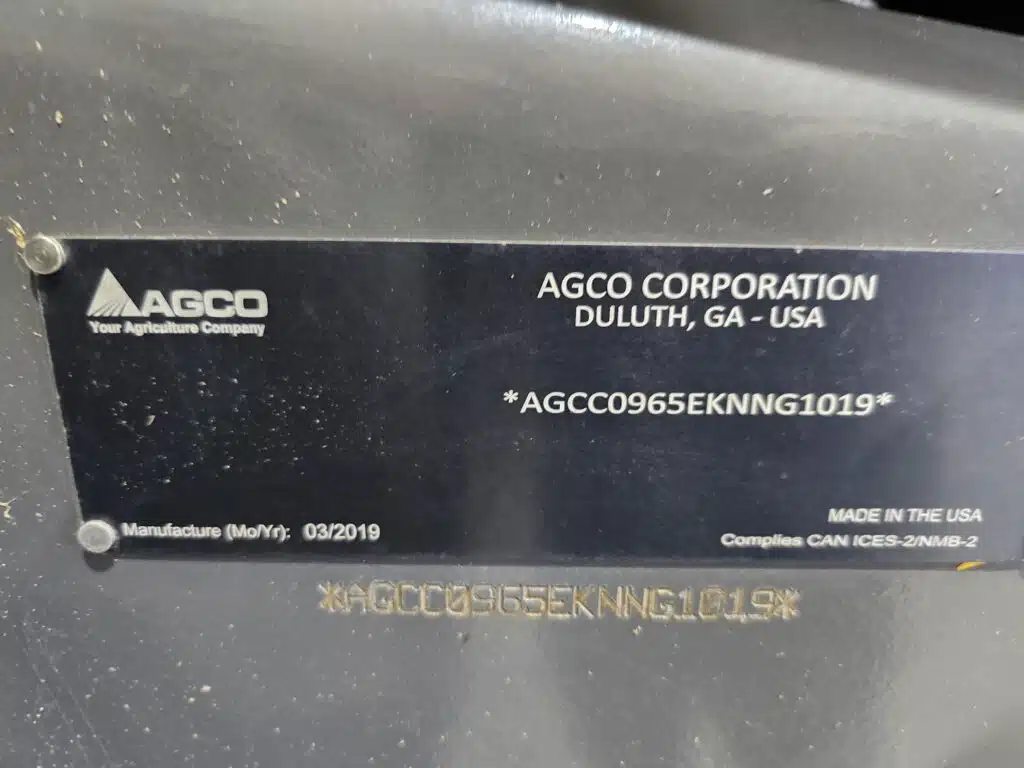 AGCO
Your Agriculture Company
AGCO CORPORATION
DULUTH, GA - USA
*AGCC0965EKNNG1019*
Manufacture (Mo/Yr): 03/2019
MADE IN THE USA
Complies CAN ICES-2/NMB-2
*AGCC0965EKNNG1019*